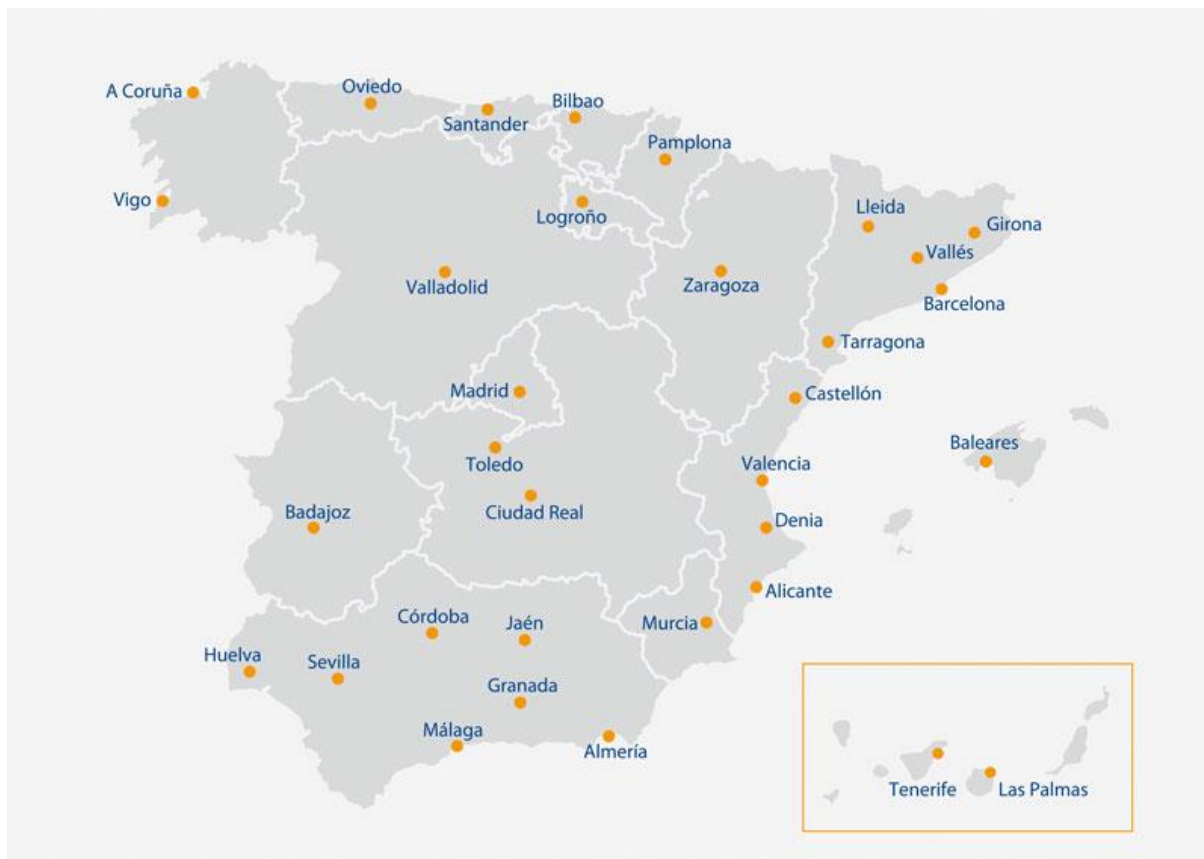 A Coruña
Oviedo
Santander
Bilbao
Pamplona
Vigo
Logroño
Lleida
Girona
Vallés
Valladolid
Zaragoza
Barcelona
Tarragona
Madrid
Castellón
Baleares
Toledo
Valencia
Badajoz
Ciudad Real
Denia
Alicante
Córdoba
Jaén
Murcia
Huelva
Sevilla
Granada
Málaga
Almería
Tenerife
Las Palmas